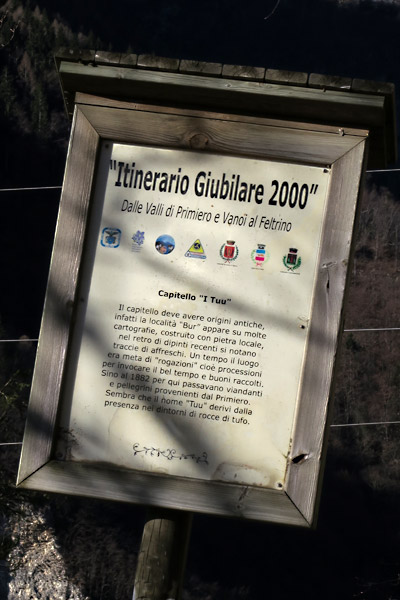 "Itinerario Giubilare 2000"
Dalle Valli di Primiero e Vanoi al Feltrino
Capitello "I Tuu"
Il capitello deve avere origini antiche,
infatti la località "Bur" appare su molte
cartografie, costruito con pietra locale,
nel retro di dipinti recenti si notano
traccie di affreschi. Un tempo il luogo
era meta di "rogazioni" cioè processioni
per invocare il bel tempo e buoni raccolti.
Sino al 1882 per qui passavano viandanti
e pellegrini provenienti dal Primiero.
Sembra che il nome "Tuu" derivi dalla
presenza nei dintorni di rocce di tufo.